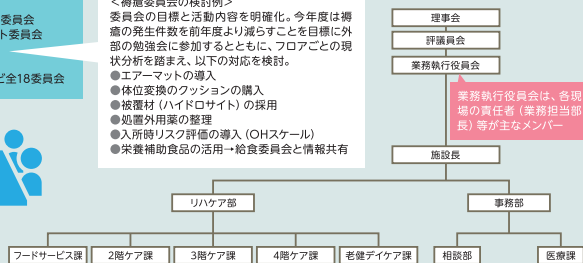 委員会
ト委員会
ど全18委員会
<褥瘡委員会の検討例>
委員会の目標と活動内容を明確化。今年度は褥
瘡の発生件数を前年度より減らすことを目標に外
部の勉強会に参加するとともに、フロアごとの現
状分析を踏まえ、以下の対応を検討。
●エアーマットの導入
●体位変換のクッションの購入
●被覆材（ハイドロサイト）の採用
●処置外用薬の整理
●入所時リスク評価の導入（OHスケール）
●栄養補助食品の活用→給食委員会と情報共有
理事会
評議員会
業務執行役員会
業務執行役員会は、各現
場の責任者（業務担当部
長）等が主なメンバー
施設長
リハケア部
事務部
フードサービス課
2階ケア課
3階ケア課
4階ケア課
老健デイケア課
相談部
医療課